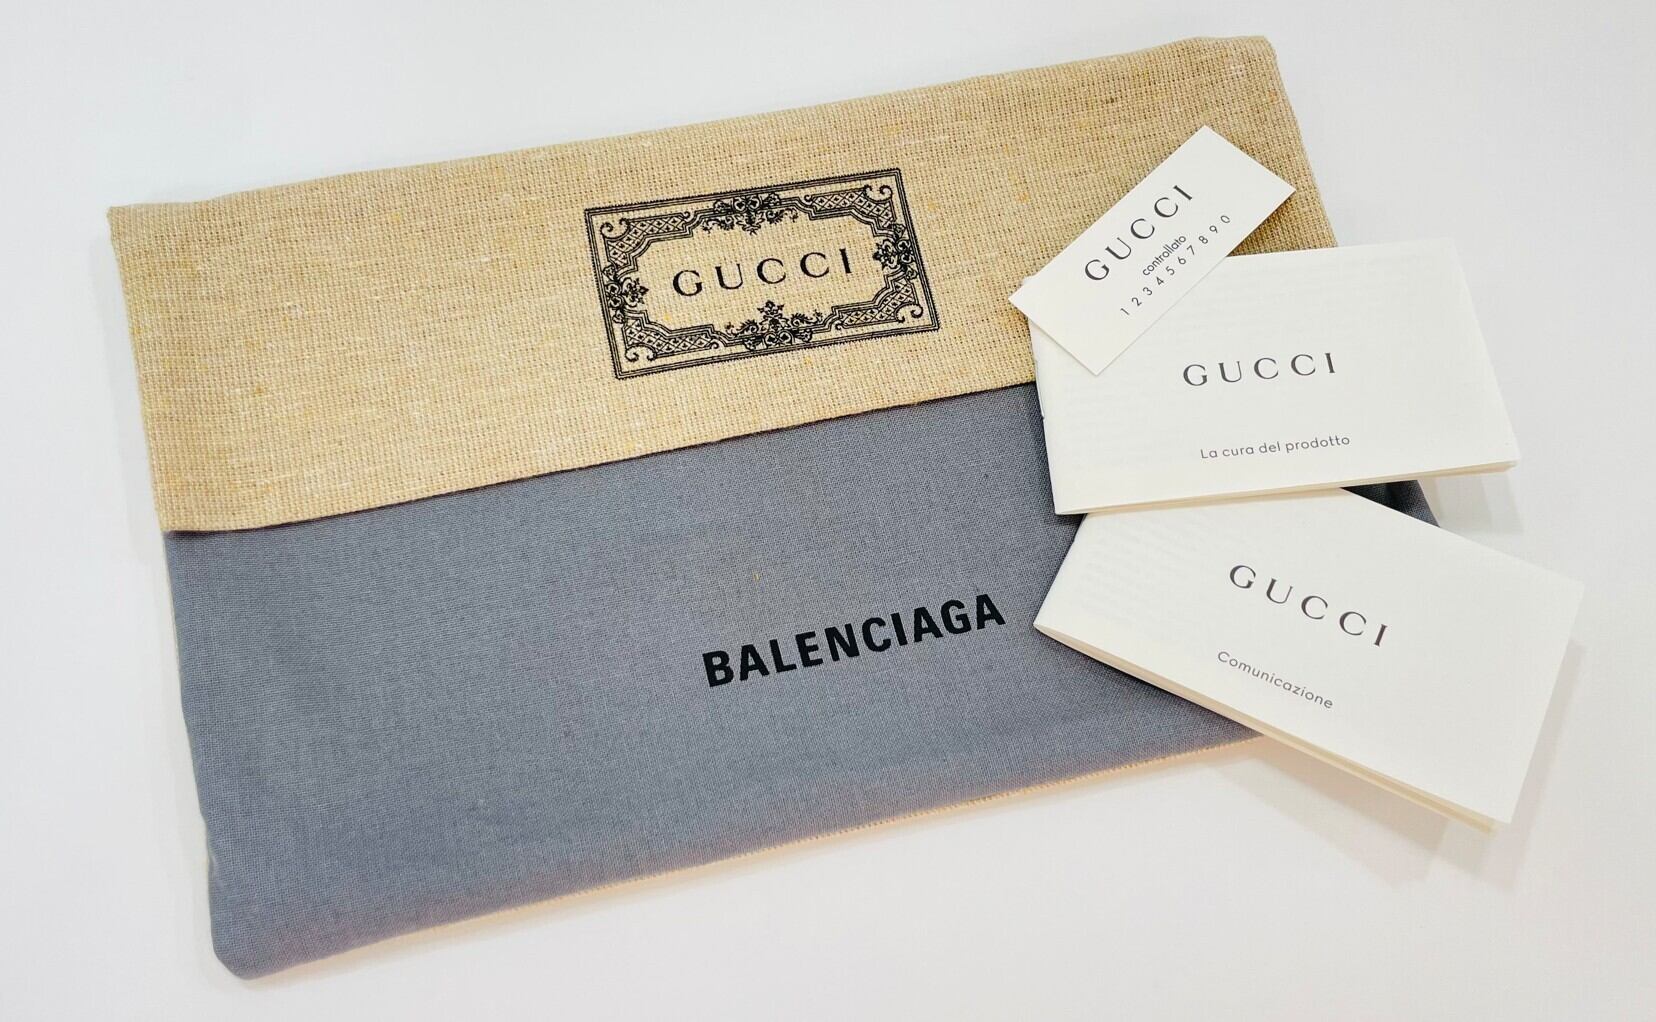 GUCCI
GUCCI
controllato
1 2 3 4 5 6 7 8 9 0
GUCCI
La cura del prodotto
BALENCIAGA
GUCCI
Comunicazione